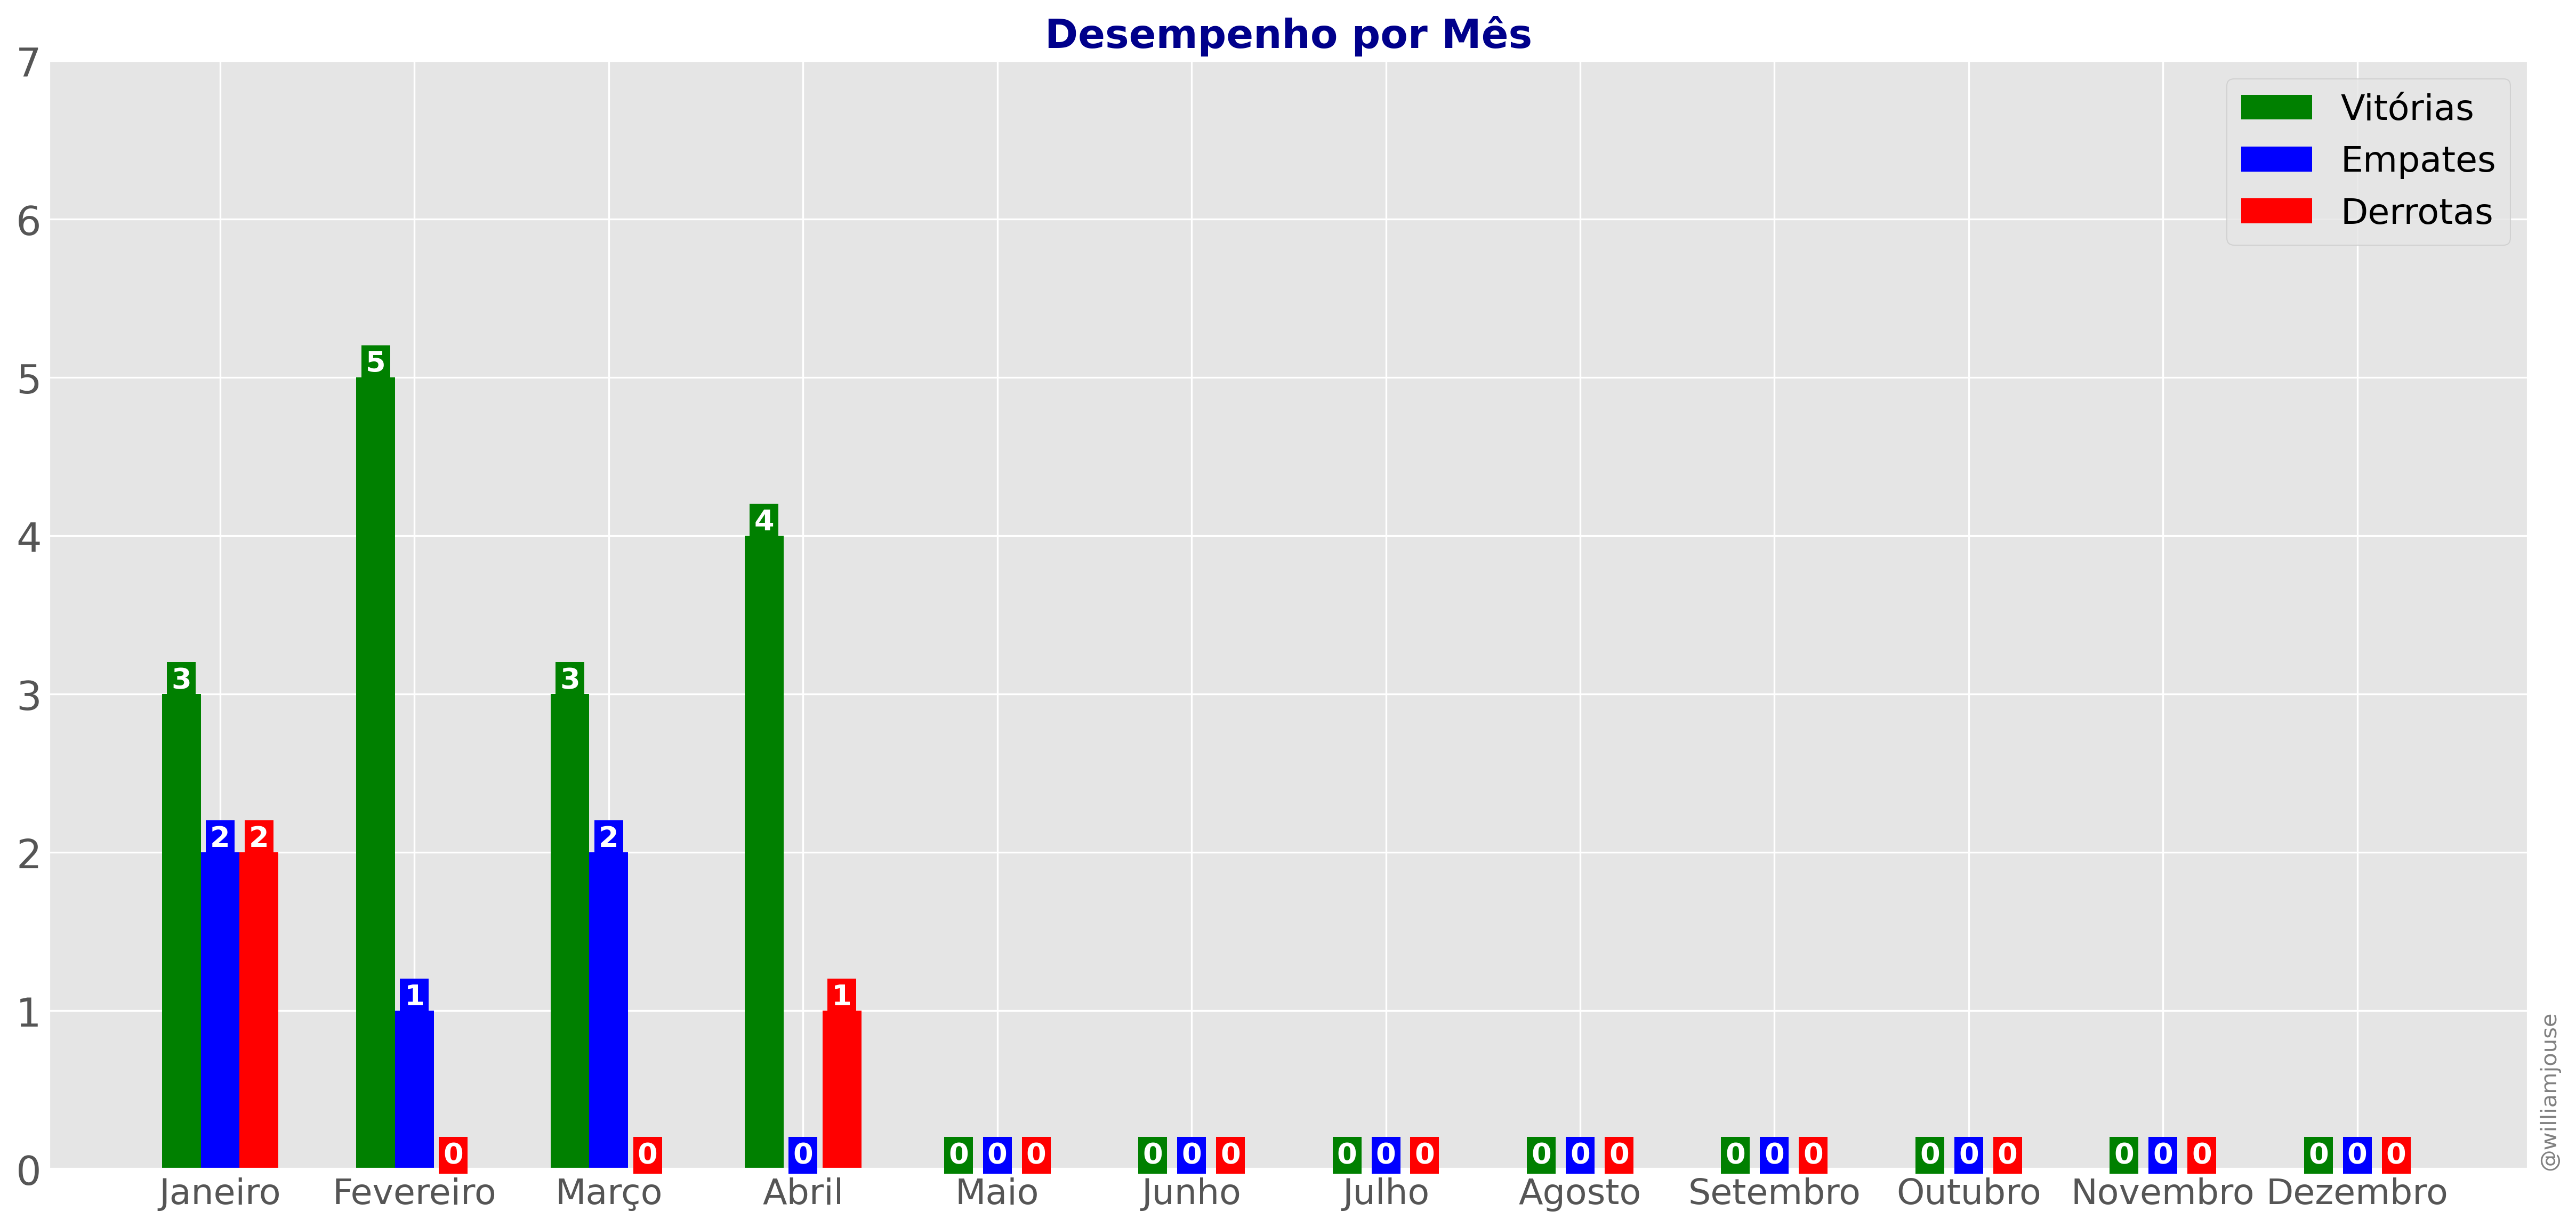 Desempenho por Mês
7
6
5
4
3
2
1
0
Vitórias
Empates
Derrotas
3 2 2
5 1 0
3 2 0
4 0 1
0 0 0
0 0 0
0 0 0
0 0 0
0 0 0
0 0 0
0 0 0
0 0 0
Janeiro Fevereiro Março Abril Maio Junho Julho Agosto Setembro Outubro Novembro Dezembro
@williamjouse